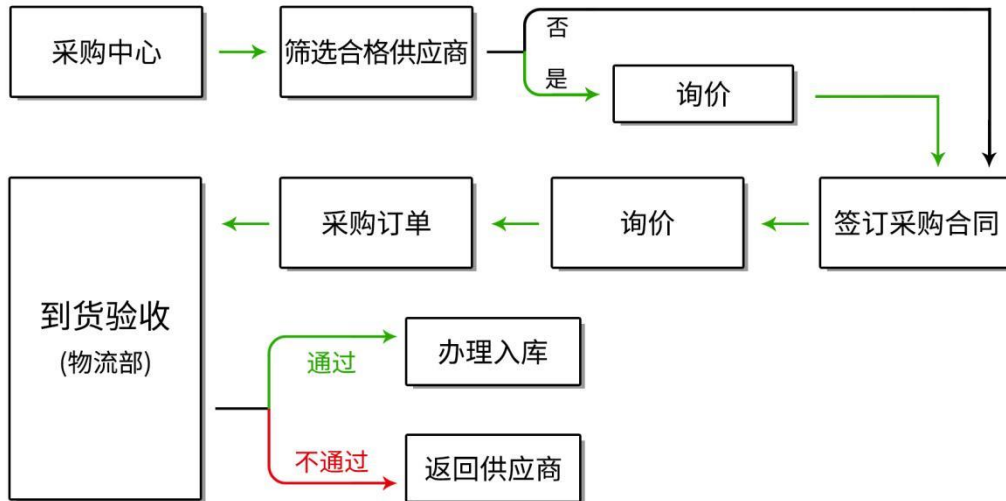 采购中心
筛选合格供应商
否
是
询价
签订采购合同
询价
采购订单
到货验收
(物流部)
通过
办理入库
不通过
返回供应商